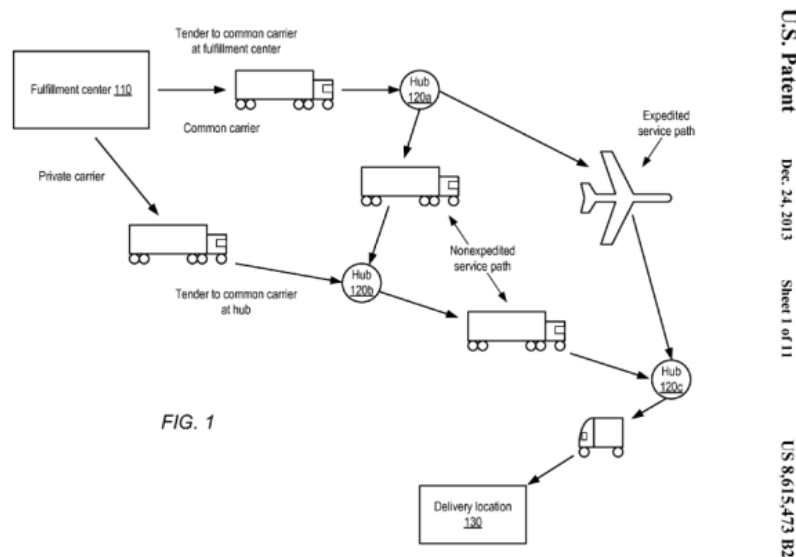 Tender to common carrier
at fulfillment center
Fulfillment center 110
Hub
120a
Common carrier
Expedited
service path
Private carrier
Nonexpedited
service path
Hub
120b
Tender to common carrier
at hub
Hub
120c
FIG. 1
Delivery location
130
U.S. Patent
Dec. 24, 2013
Sheet 1 of 11
US 8,615,473 B2